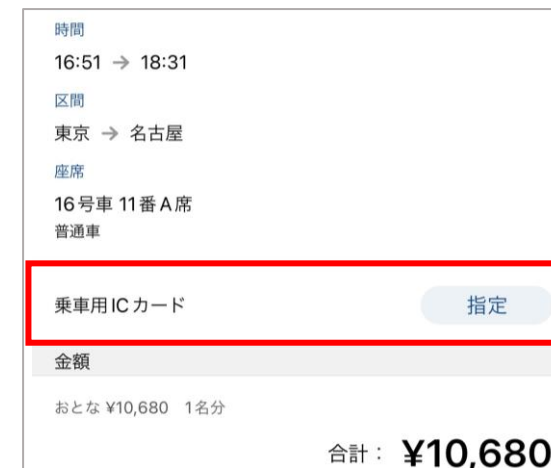 時間
16:51 → 18:31
区間
東京 → 名古屋
座席
16号車 11番A席
普通車
乗車用ICカード 指定
金額
おとな ¥10,680 1名分
合計： ¥10,680